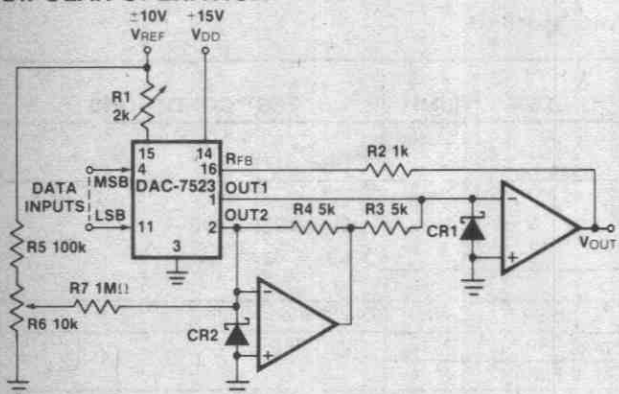 ±10V +15V
VREF VDD
R1
2k
15 14
4 16 RFB R2 1k
MSB DAC-7523 1 OUT1
DATA
INPUTS
LSB 11 2 OUT2 R4 5k R3 5k
3
CR1
VOUT
R5 100k
R7 1MΩ
R6 10k
CR2